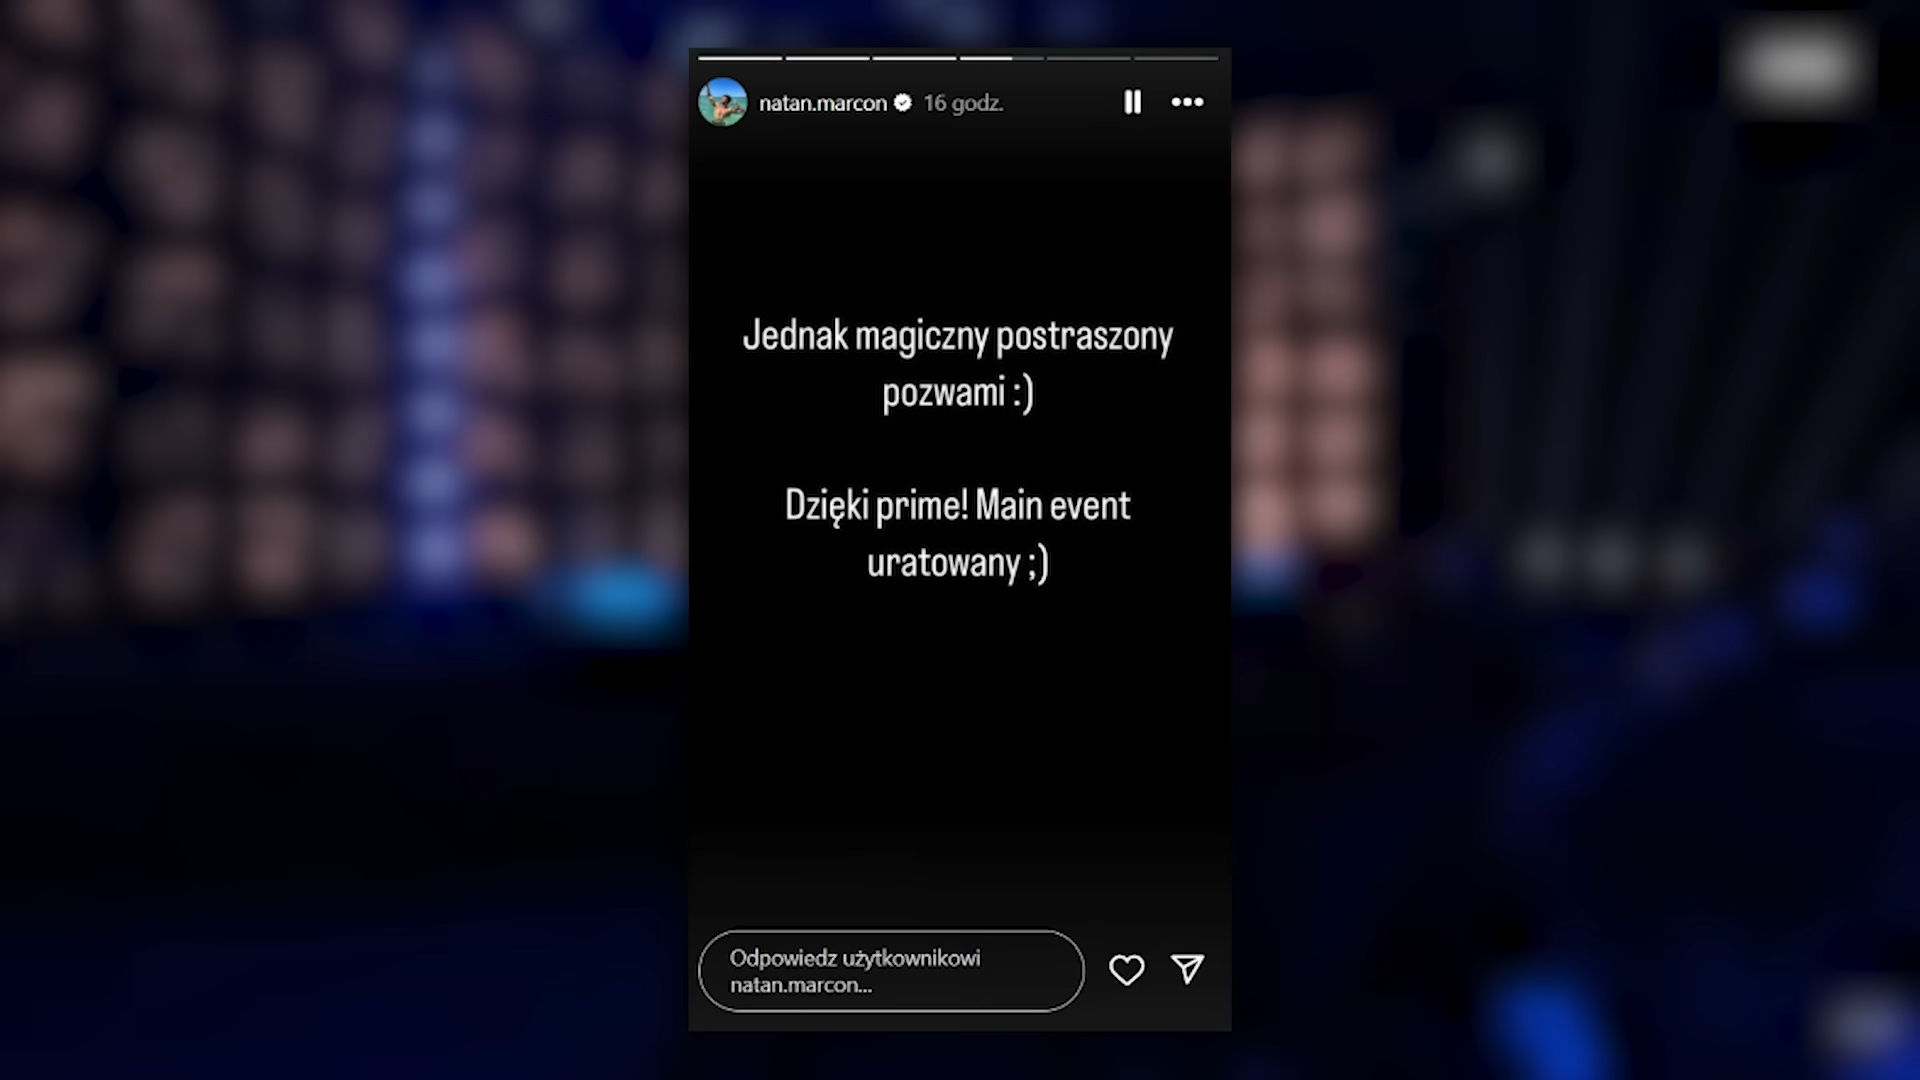 natan.marcon 16 godz.
Jednak magiczny postraszony
pozwami :)
Dzięki prime! Main event
uratowany ;)
Odpowiedz użytkownikowi
natan.marcon...